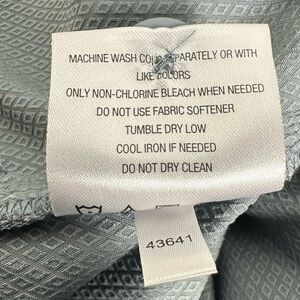 MACHINE WASH COLD SEPARATELY OR WITH
LIKE COLORS
ONLY NON-CHLORINE BLEACH WHEN NEEDED
DO NOT USE FABRIC SOFTENER
TUMBLE DRY LOW
COOL IRON IF NEEDED
DO NOT DRY CLEAN
43641